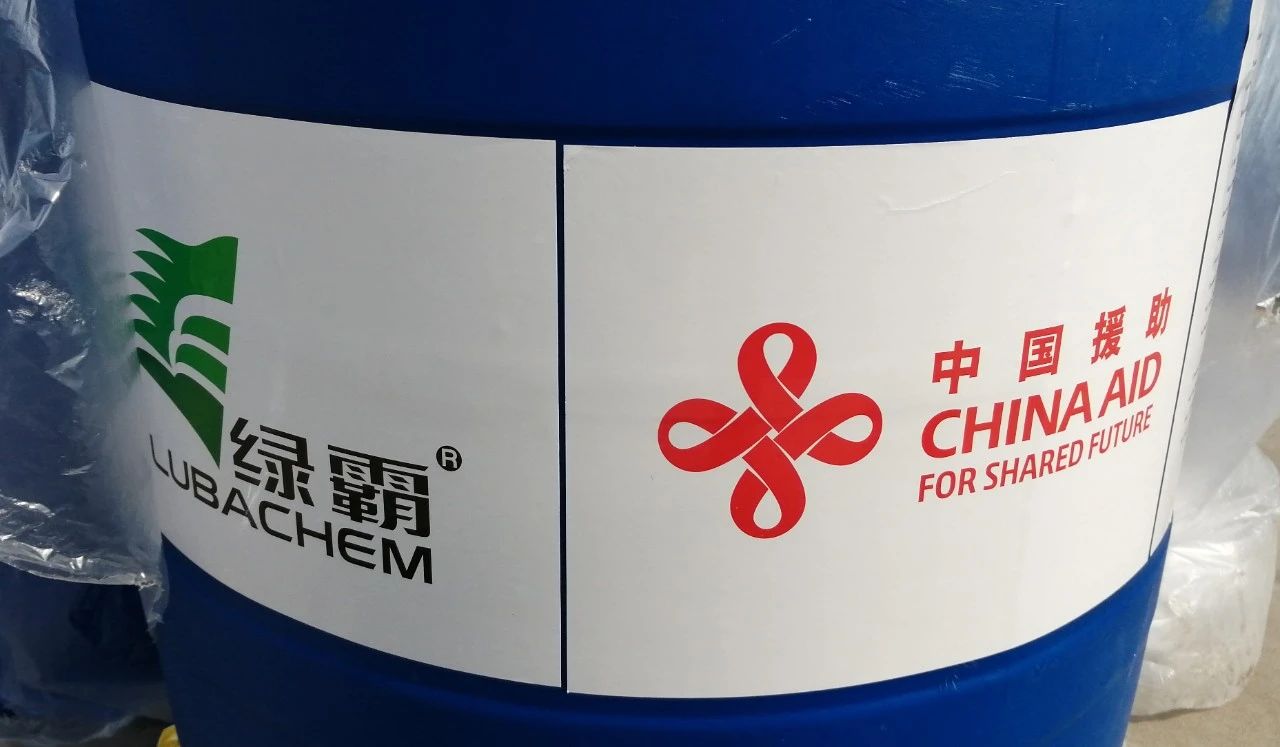 绿霸®
LUBACHEM
中国援助
CHINA AID
FOR SHARED FUTURE